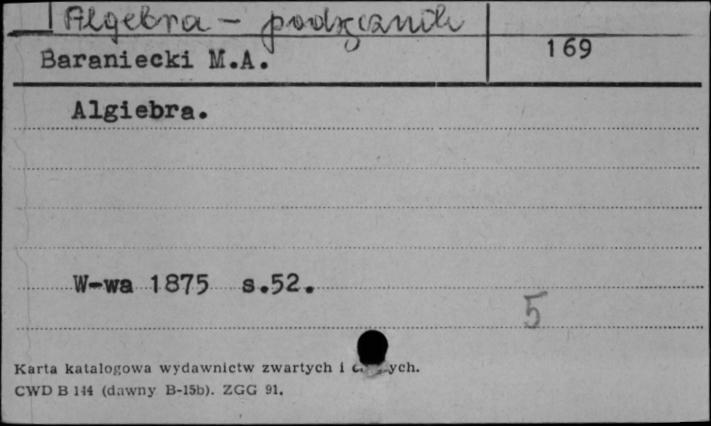 Algebra - podręcznik
Baraniecki M.A.
169
Algiebra.
W-wa 1875 s.52.
5
Karta katalogowa wydawnictw zwartych i
CWD B 144 (dawny B-15b). ZGG 91.